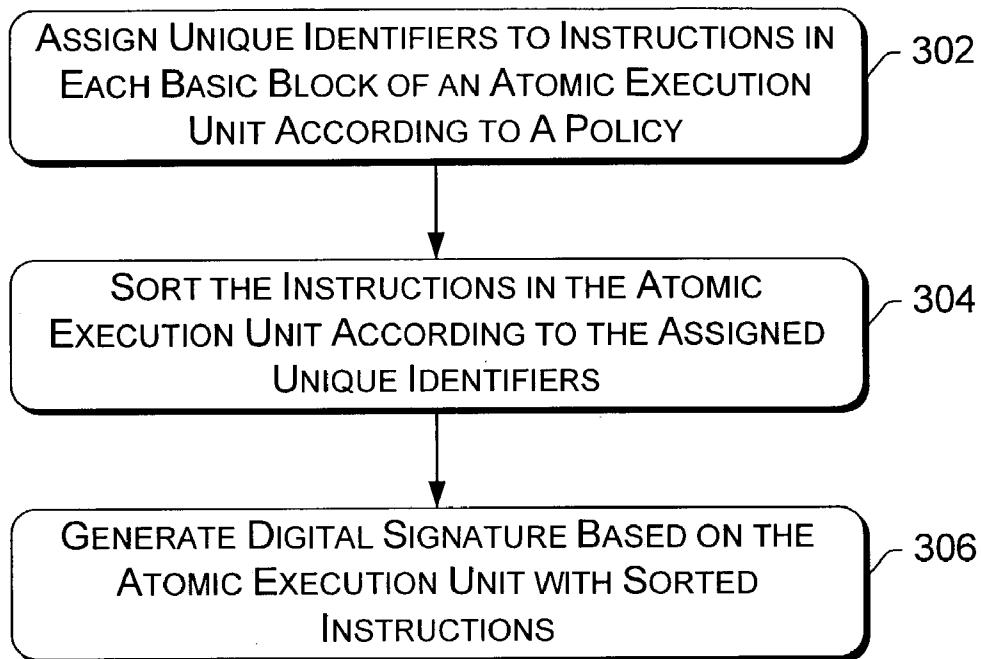 ASSIGN UNIQUE IDENTIFIERS TO INSTRUCTIONS IN
EACH BASIC BLOCK OF AN ATOMIC EXECUTION
UNIT ACCORDING TO A POLICY
302
SORT THE INSTRUCTIONS IN THE ATOMIC
EXECUTION UNIT ACCORDING TO THE ASSIGNED
UNIQUE IDENTIFIERS
304
GENERATE DIGITAL SIGNATURE BASED ON THE
ATOMIC EXECUTION UNIT WITH SORTED
INSTRUCTIONS
306